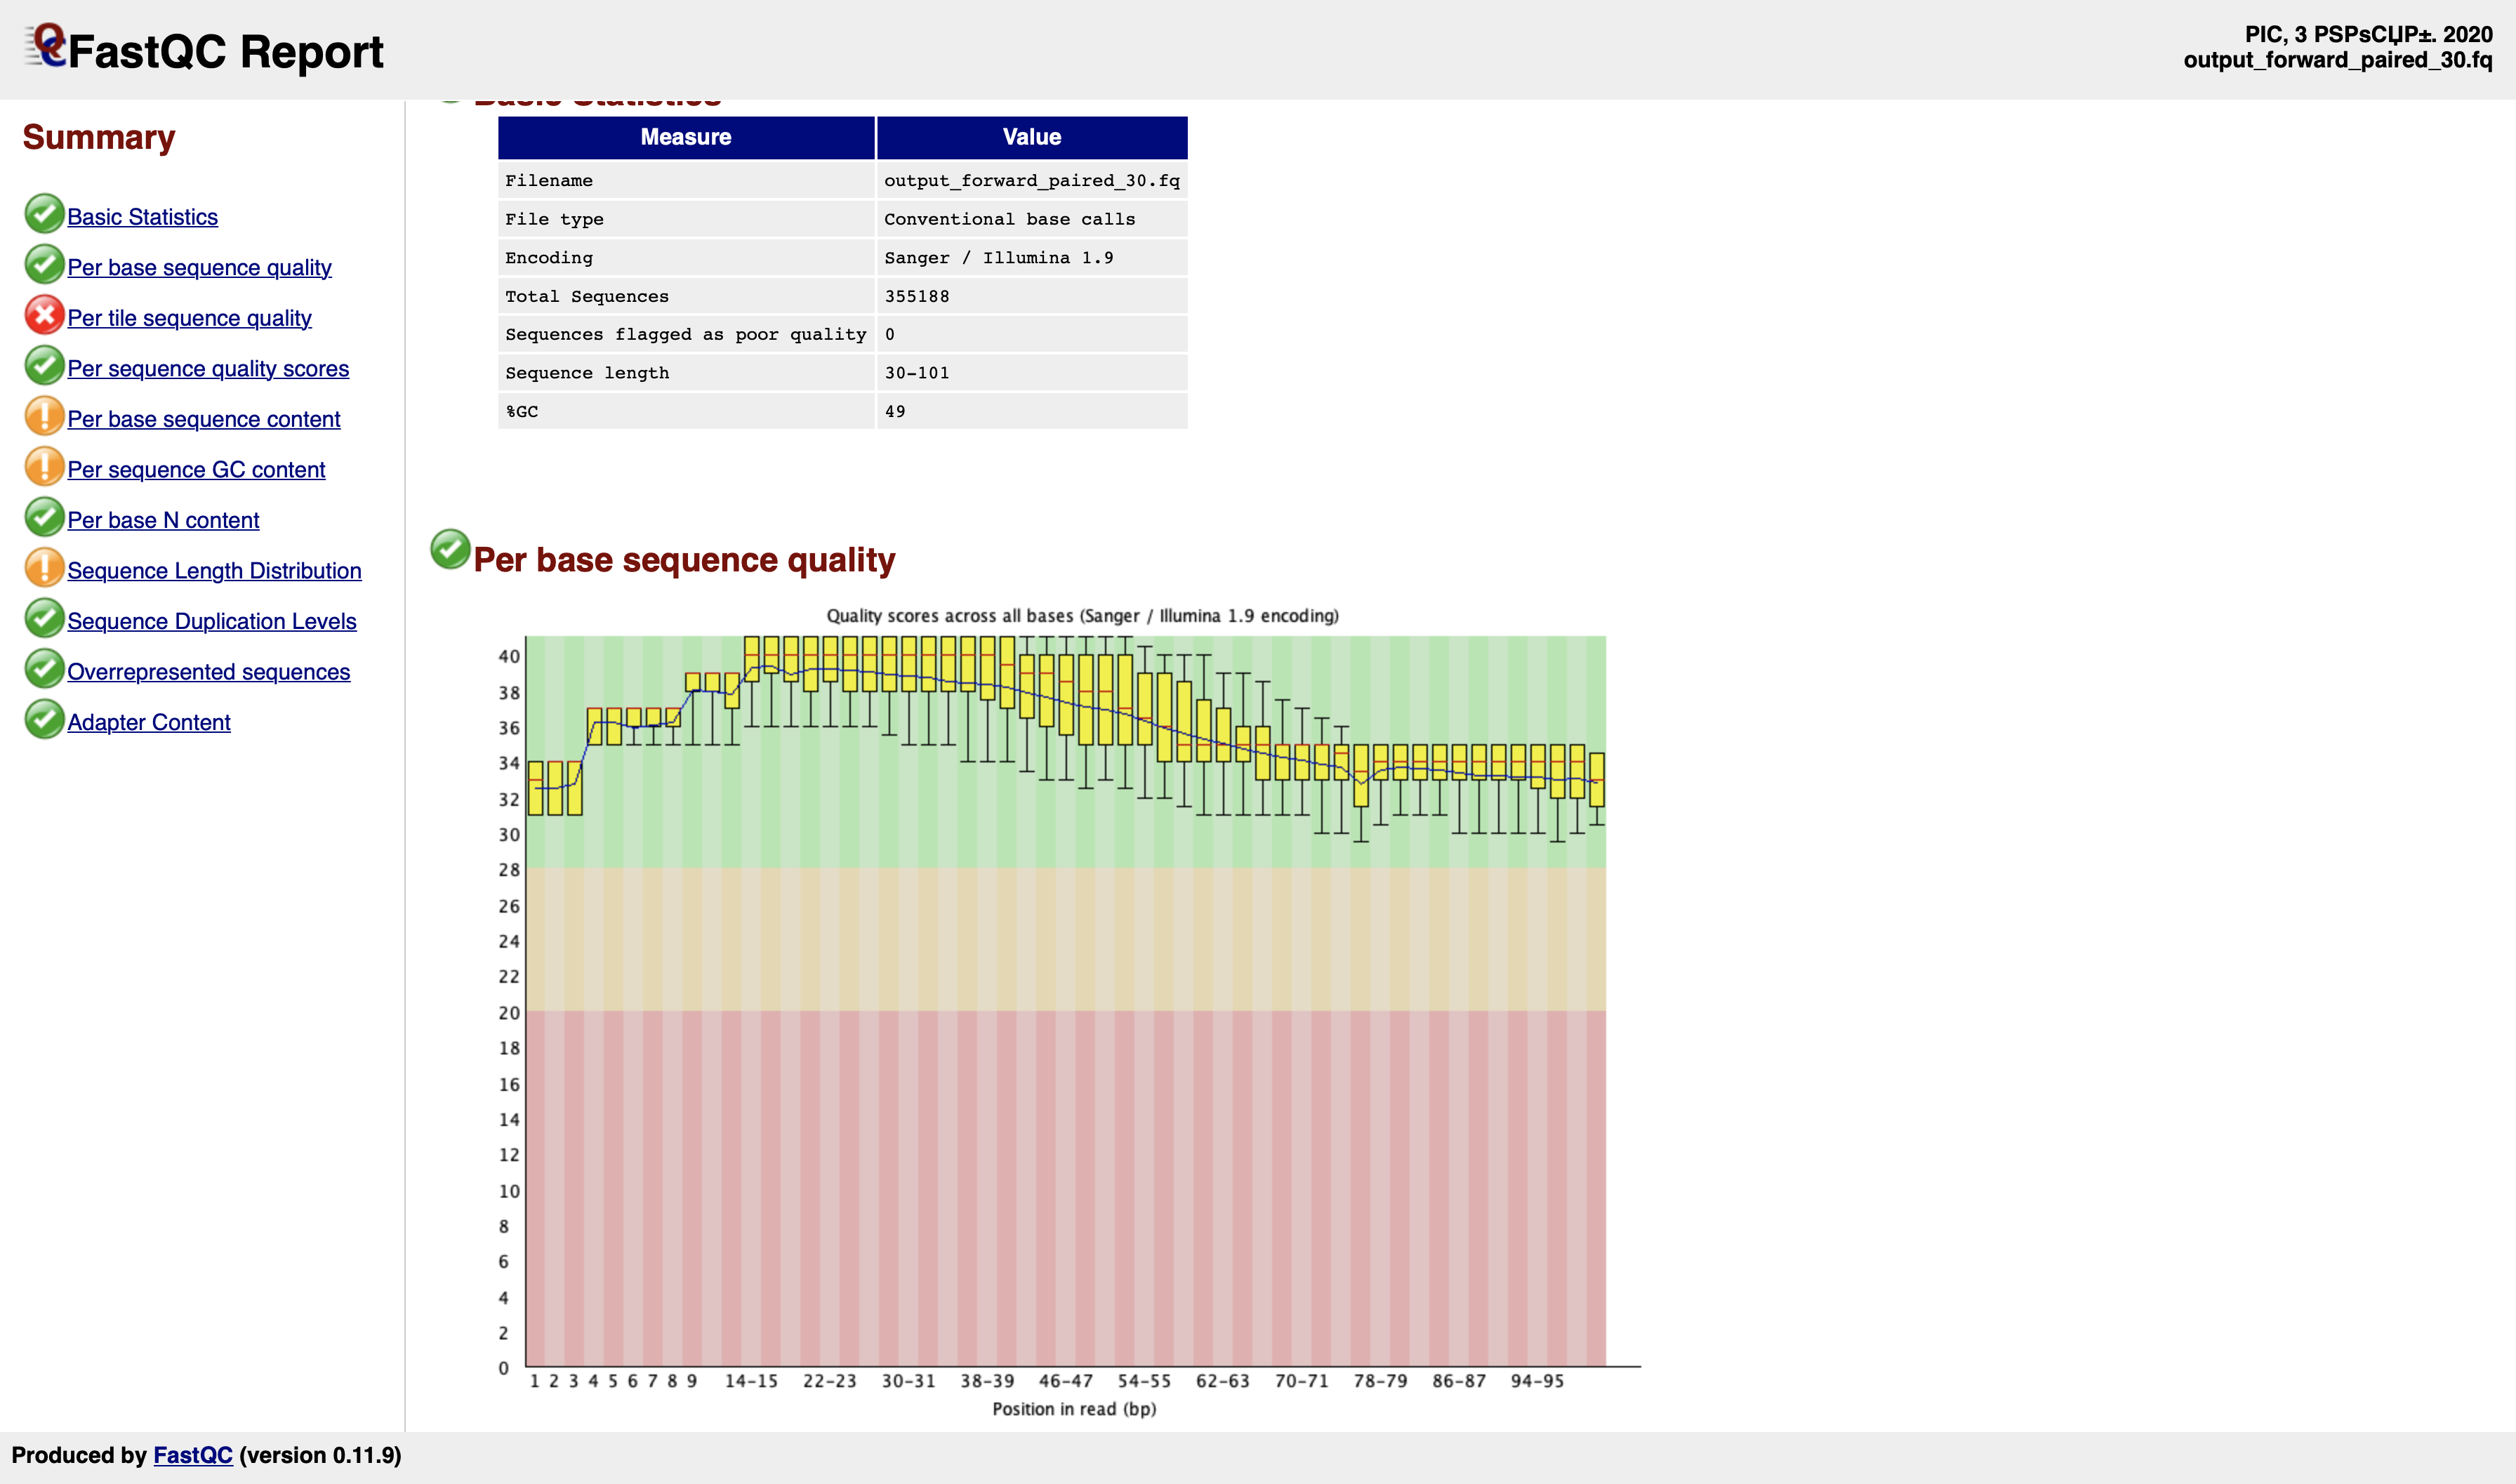 FastQC Report
PIC, 3 PSPsCЏP±. 2020
output_forward_paired_30.fq
Summary
Basic Statistics
Per base sequence quality
Per tile sequence quality
Per sequence quality scores
Per base sequence content
Per sequence GC content
Per base N content
Sequence Length Distribution
Sequence Duplication Levels
Overrepresented sequences
Adapter Content
Basic Statistics
Measure Value
Filename output_forward_paired_30.fq
File type Conventional base calls
Encoding Sanger / Illumina 1.9
Total Sequences 355188
Sequences flagged as poor quality 0
Sequence length 30-101
%GC 49
Per base sequence quality
Quality scores across all bases (Sanger / Illumina 1.9 encoding)
40
38
36
34
32
30
28
26
24
22
20
18
16
14
12
10
8
6
4
2
0
1 2 3 4 5 6 7 8 9 14-15 22-23 30-31 38-39 46-47 54-55 62-63 70-71 78-79 86-87 94-95
Position in read (bp)
Produced by FastQC (version 0.11.9)